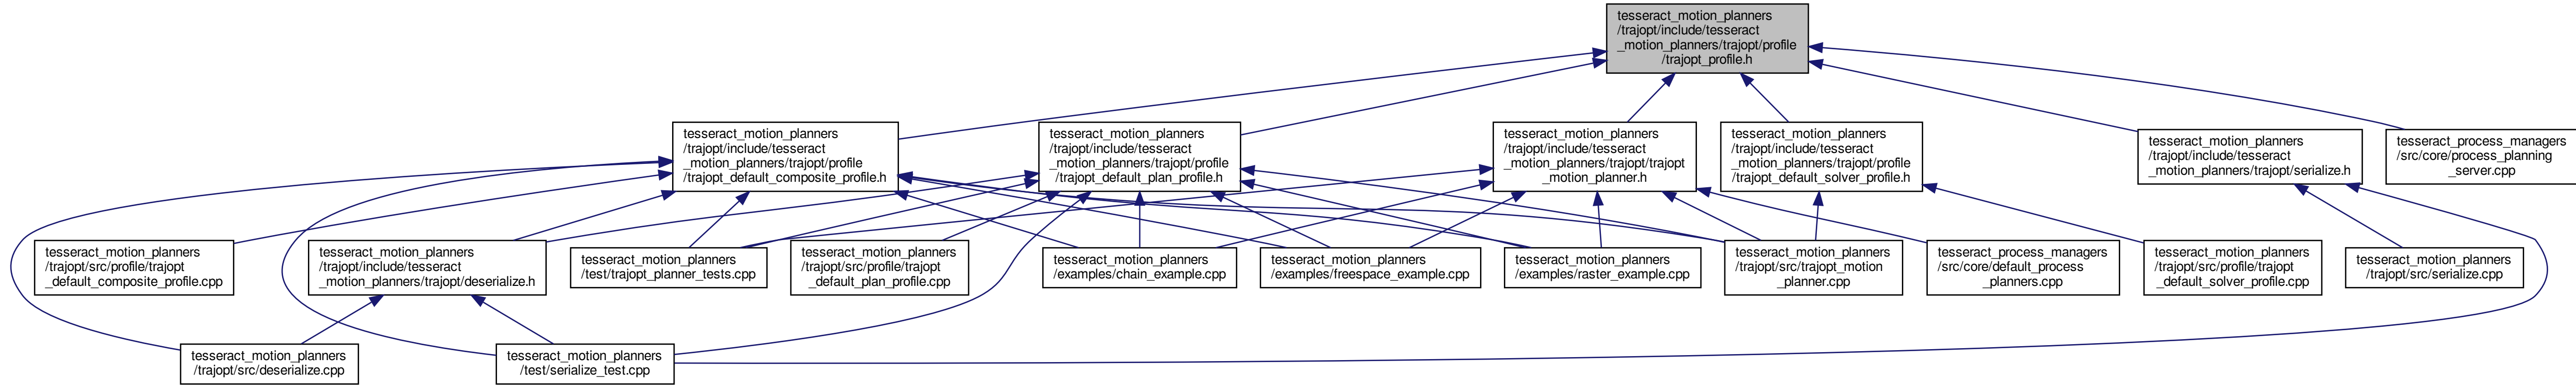 tesseract_motion_planners
/trajopt/include/tesseract
_motion_planners/trajopt/profile
/trajopt_profile.h
tesseract_motion_planners
/trajopt/include/tesseract
_motion_planners/trajopt/profile
/trajopt_default_composite_profile.h
tesseract_motion_planners
/trajopt/include/tesseract
_motion_planners/trajopt/profile
/trajopt_default_plan_profile.h
tesseract_motion_planners
/trajopt/include/tesseract
_motion_planners/trajopt/trajopt
_motion_planner.h
tesseract_motion_planners
/trajopt/include/tesseract
_motion_planners/trajopt/profile
/trajopt_default_solver_profile.h
tesseract_motion_planners
/trajopt/include/tesseract
_motion_planners/trajopt/serialize.h
tesseract_process_managers
/src/core/process_planning
_server.cpp
tesseract_motion_planners
/trajopt/src/profile/trajopt
_default_composite_profile.cpp
tesseract_motion_planners
/trajopt/include/tesseract
_motion_planners/trajopt/deserialize.h
tesseract_motion_planners
/test/trajopt_planner_tests.cpp
tesseract_motion_planners
/trajopt/src/profile/trajopt
_default_plan_profile.cpp
tesseract_motion_planners
/examples/chain_example.cpp
tesseract_motion_planners
/examples/freespace_example.cpp
tesseract_motion_planners
/examples/raster_example.cpp
tesseract_motion_planners
/trajopt/src/trajopt_motion
_planner.cpp
tesseract_process_managers
/src/core/default_process
_planners.cpp
tesseract_motion_planners
/trajopt/src/profile/trajopt
_default_solver_profile.cpp
tesseract_motion_planners
/trajopt/src/serialize.cpp
tesseract_motion_planners
/trajopt/src/deserialize.cpp
tesseract_motion_planners
/test/serialize_test.cpp